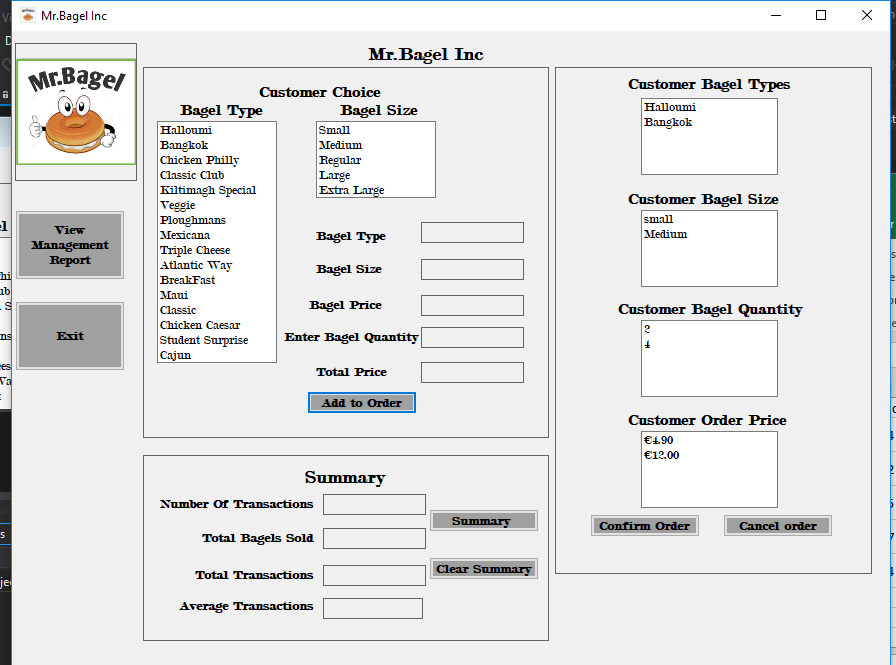 Mr.Bagel Inc
Mr.Bagel Inc
Mr.Bagel
View
Management
Report
Exit
Customer Choice
Bagel Type
Bagel Size
Halloumi
Bangkok
Chicken Philly
Classic Club
Kiltimagh Special
Veggie
Ploughmans
Mexicana
Triple Cheese
Atlantic Way
BreakFast
Maui
Classic
Chicken Caesar
Student Surprise
Cajun
Small
Medium
Regular
Large
Extra Large
Bagel Type
Bagel Size
Bagel Price
Enter Bagel Quantity
Total Price
Add to Order
Summary
Number Of Transactions
Total Bagels Sold
Total Transactions
Average Transactions
Summary
Clear Summary
Customer Bagel Types
Halloumi
Bangkok
Customer Bagel Size
small
Medium
Customer Bagel Quantity
2
4
Customer Order Price
€4.90
€12.00
Confirm Order
Cancel order